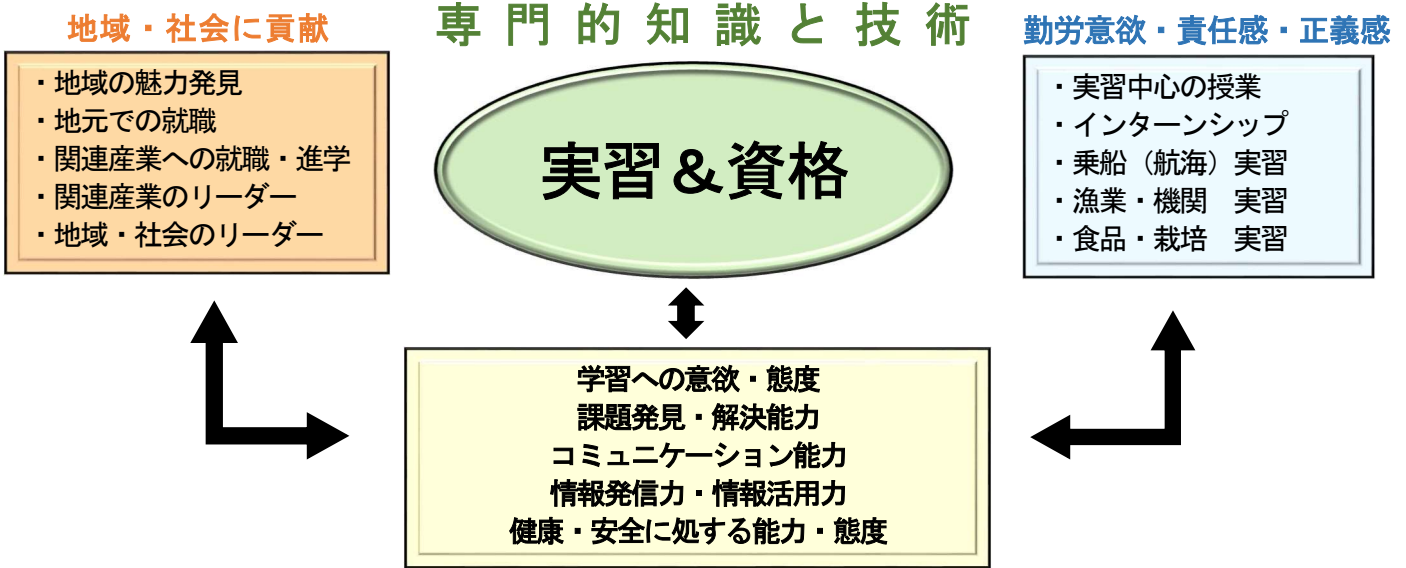 地域・社会に貢献
・地域の魅力発見
・地元での就職
・関連産業への就職・進学
・関連産業のリーダー
・地域・社会のリーダー
専門的知識と技術
実習＆資格
勤労意欲・責任感・正義感
・実習中心の授業
・インターンシップ
・乗船（航海）実習
・漁業・機関　実習
・食品・栽培　実習
学習への意欲・態度
課題発見・解決能力
コミュニケーション能力
情報発信力・情報活用力
健康・安全に処する能力・態度